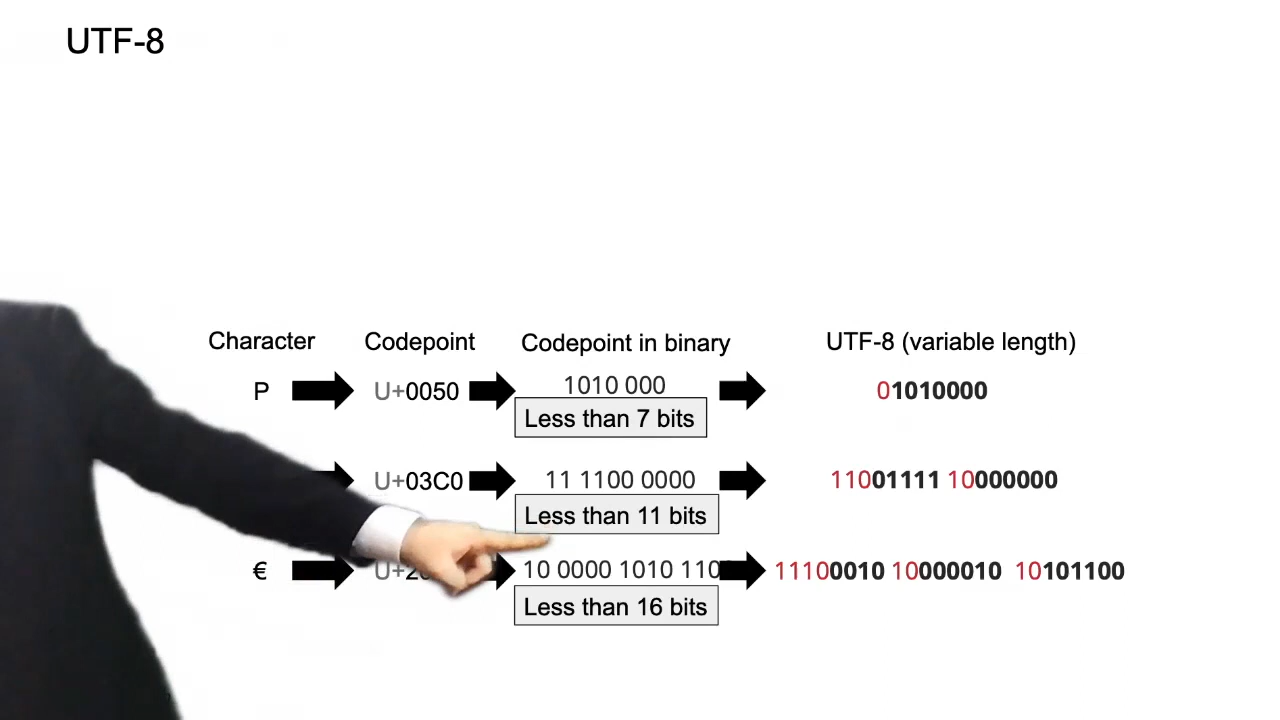 UTF-8
Character Codepoint Codepoint in binary UTF-8 (variable length)
P U+0050 1010 000 01010000
Less than 7 bits
U+03C0 11 1100 0000 11001111 10000000
Less than 11 bits
€ U+20 10 0000 1010 110 11100010 10000010 10101100
Less than 16 bits